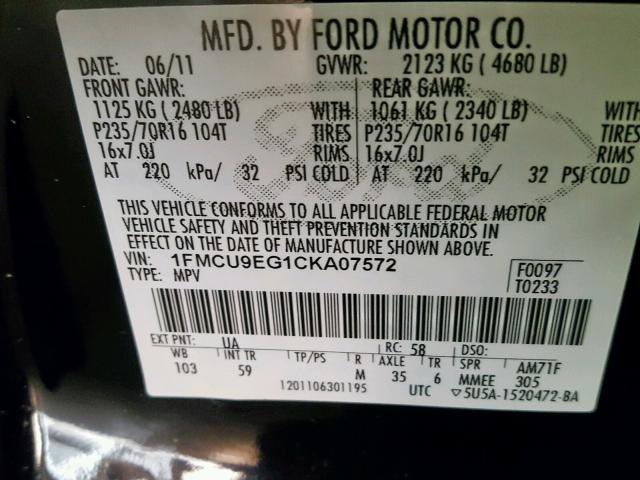 MFD. BY FORD MOTOR CO.
DATE: 06/11 GVWR: 2123 KG ( 4680 LB)
FRONT GAWR: REAR GAWR:
1125 KG ( 2480 LB) WITH 1061 KG ( 2340 LB) WITH
P235/70R16 104T TIRES P235/70R16 104T TIRES
16x7.0J RIMS 16x7.0J RIMS
AT 220 kPa/ 32 PSI COLD AT 220 kPa/ 32 PSI COLD
Ford
THIS VEHICLE CONFORMS TO ALL APPLICABLE FEDERAL MOTOR
VEHICLE SAFETY AND THEFT PREVENTION STANDARDS IN
EFFECT ON THE DATE OF MANUFACTURE SHOWN ABOVE.
VIN: 1FMCU9EG1CKA07572 F0097
TYPE: MPV T0233
EXT PNT: UA RC: 58 DSO:
WB INT TR TP/PS R AXLE TR SPR AM71F
103 59 M 35 6 MMEE 305
1201106301195 UTC ▽5U5A-1520472-BA